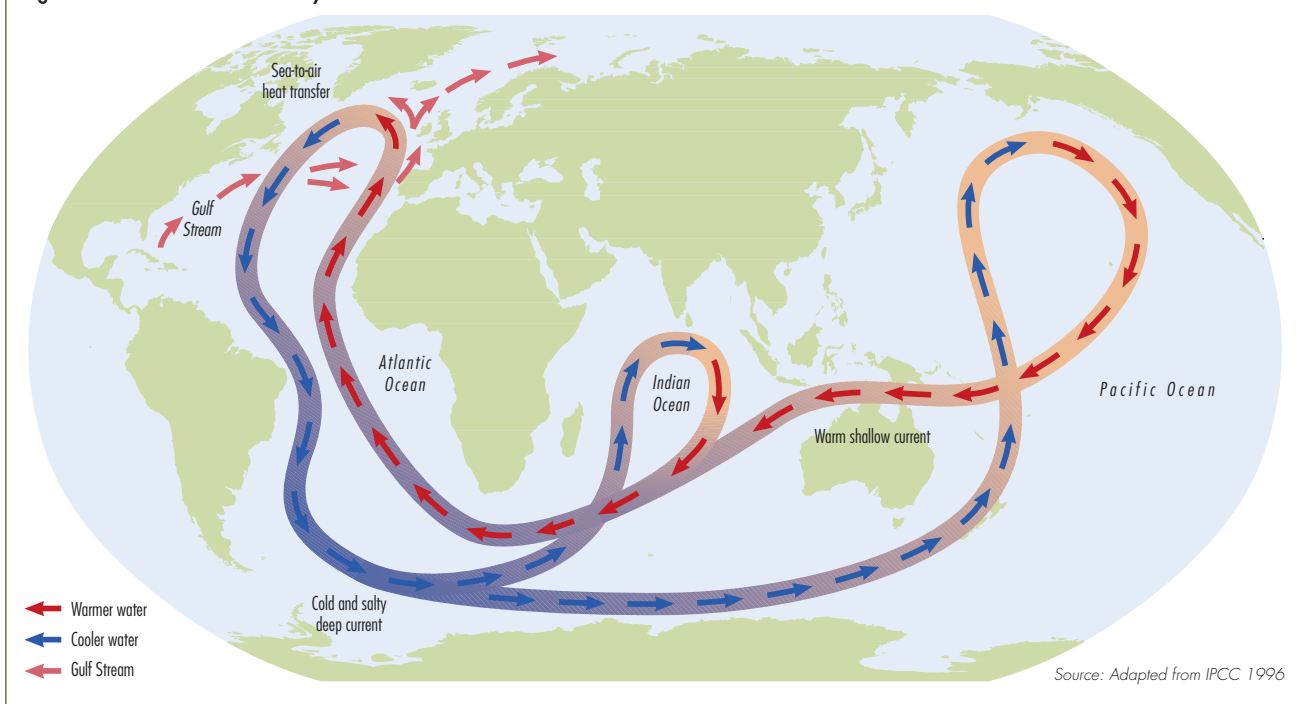 Sea-to-air
heat transfer
Gulf
Stream
Atlantic
Ocean
Indian
Ocean
Pacific Ocean
Warm shallow current
Cold and salty
deep current
Warmer water
Cooler water
Gulf Stream
Source: Adapted from IPCC 1996